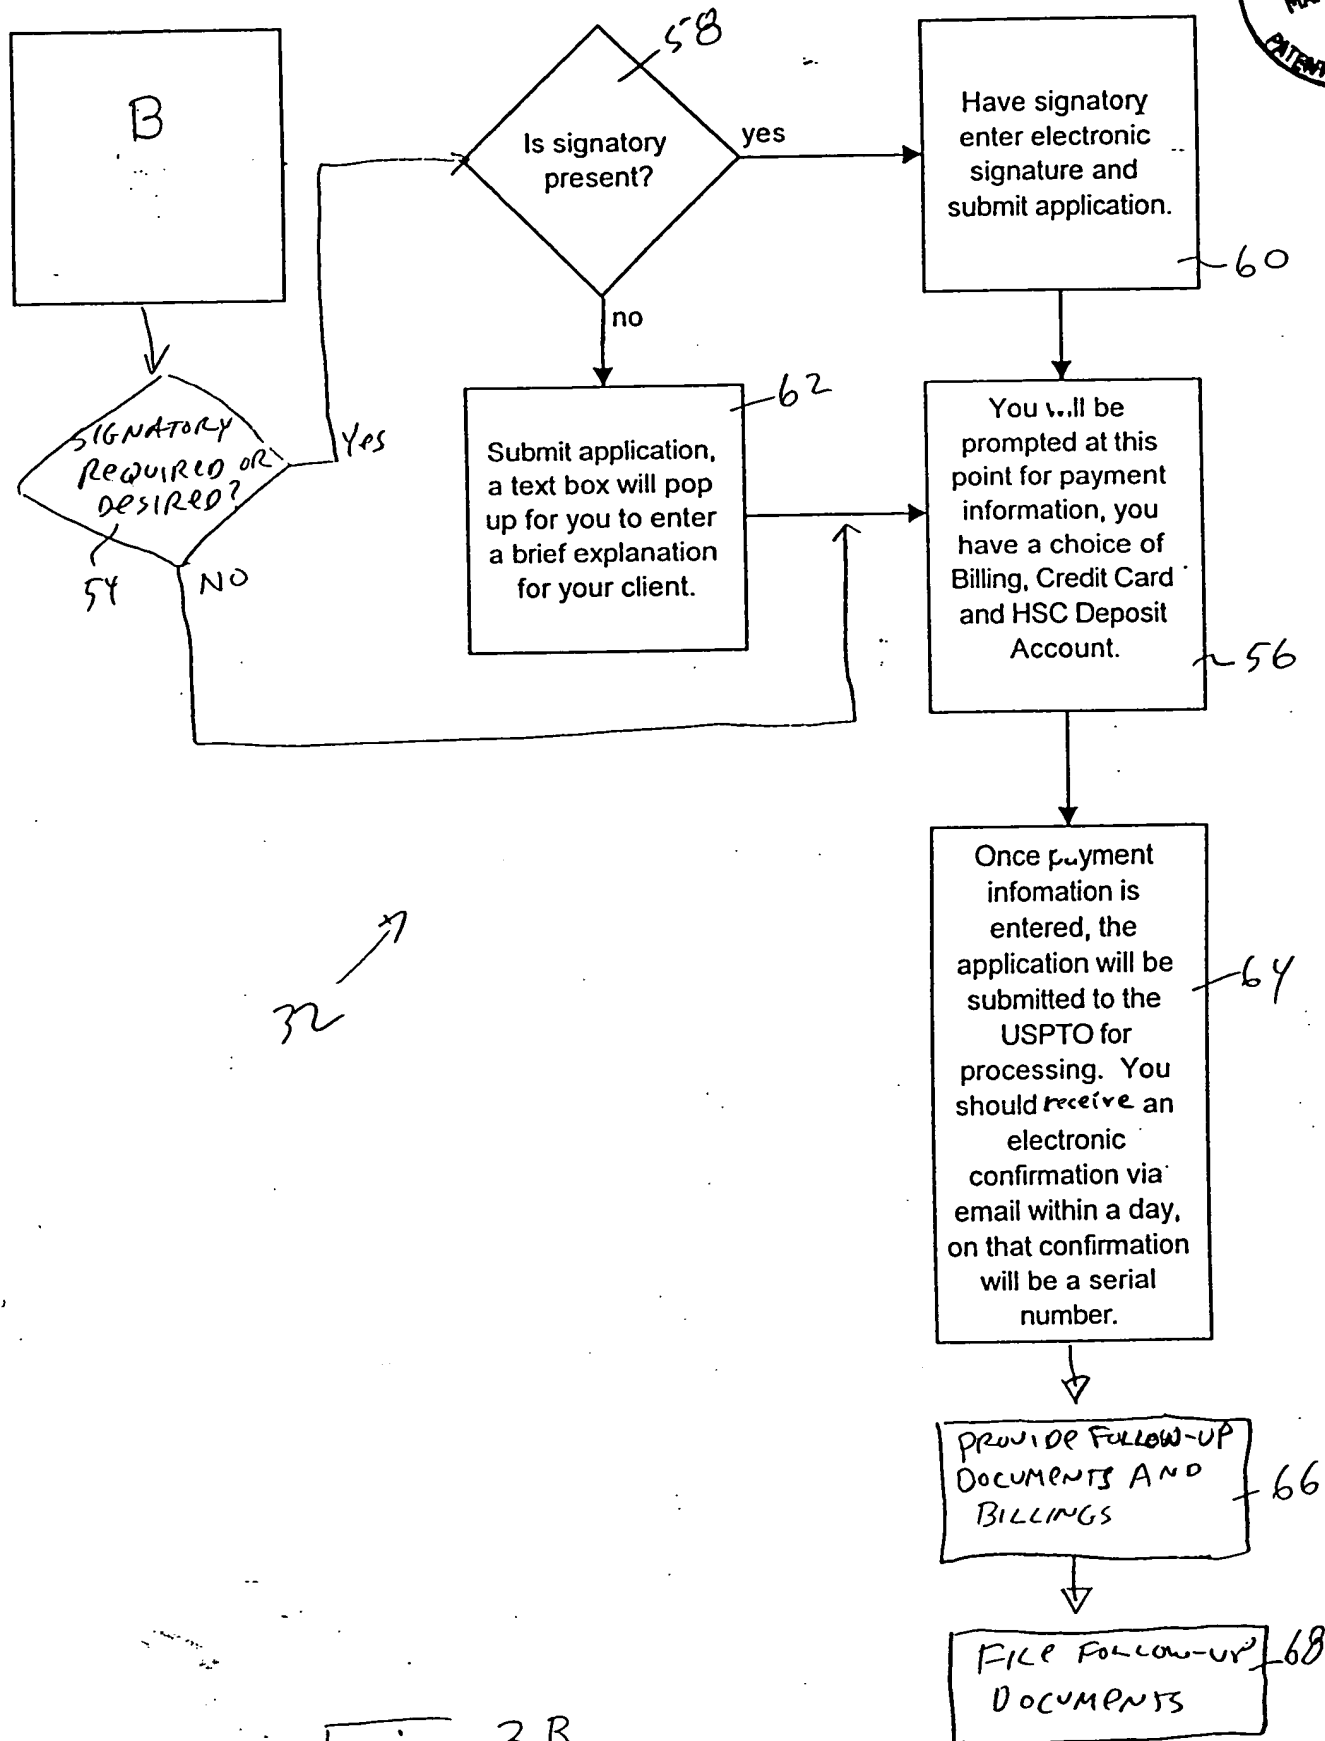 B
58
Is signatory
present?
yes
no
Have signatory
enter electronic
signature and
submit application.
60
SIGNATORY
REQUIRED OR
DESIRED?
Yes
54
NO
62
Submit application,
a text box will pop
up for you to enter
a brief explanation
for your client.
You will be
prompted at this
point for payment
information, you
have a choice of
Billing, Credit Card
and HSC Deposit
Account.
56
32
Once payment
infomation is
entered, the
application will be
submitted to the
USPTO for
processing. You
should receive an
electronic
confirmation via
email within a day,
on that confirmation
will be a serial
number.
64
PROVIDE FOLLOW-UP
DOCUMENTS AND
BILLINGS
66
FILE FOLLOW-UP
DOCUMENTS
68
3B